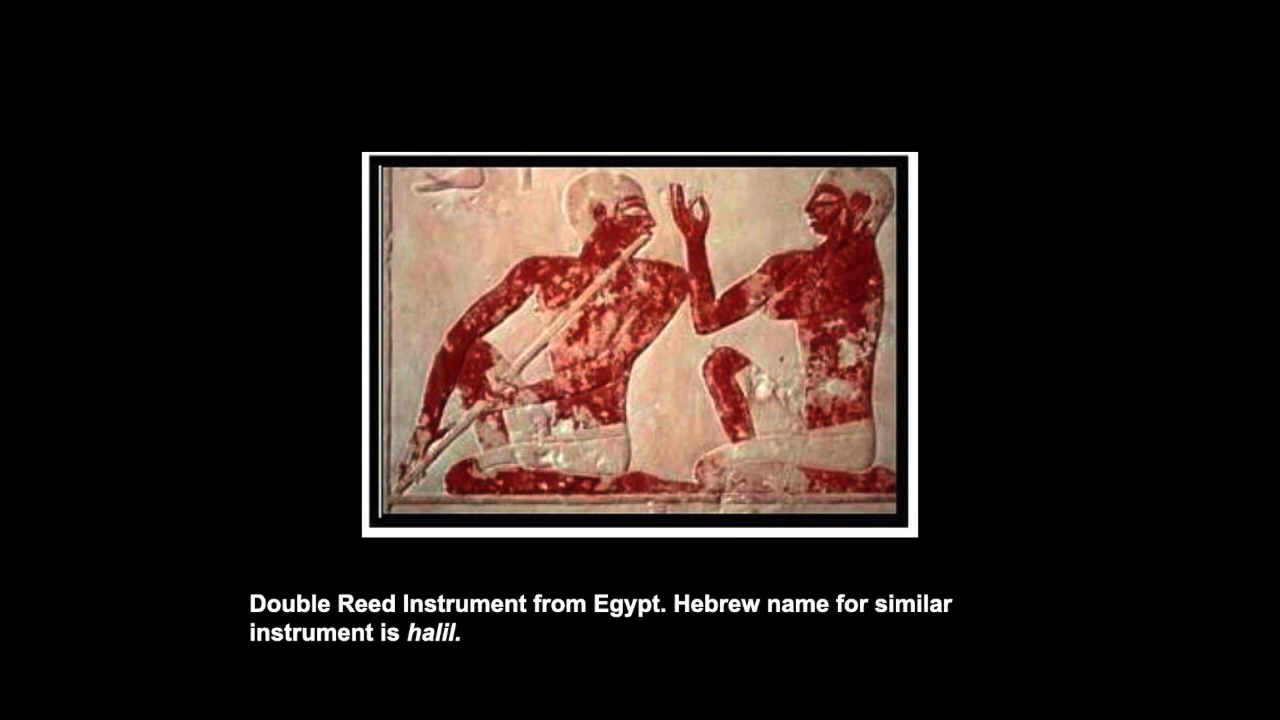 Double Reed Instrument from Egypt. Hebrew name for similar
instrument is halil.